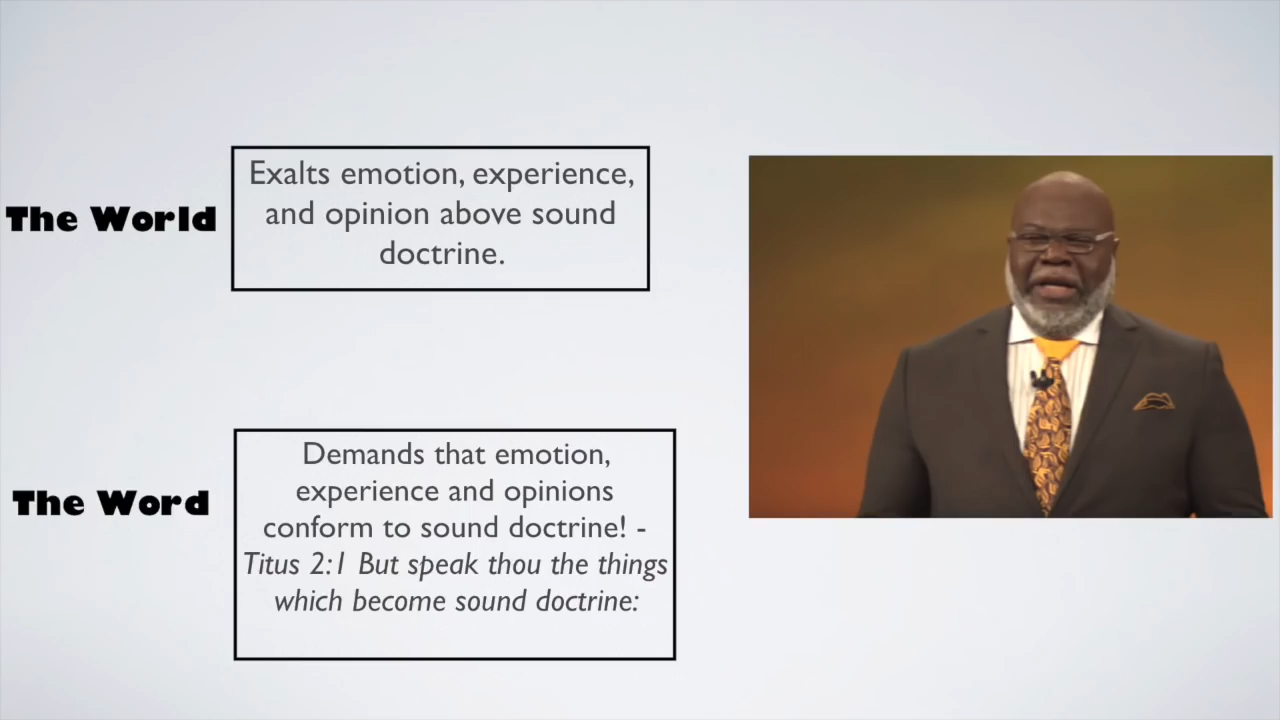 The World
Exalts emotion, experience,
and opinion above sound
doctrine.
The Word
Demands that emotion,
experience and opinions
conform to sound doctrine! -
Titus 2:1 But speak thou the things
which become sound doctrine: